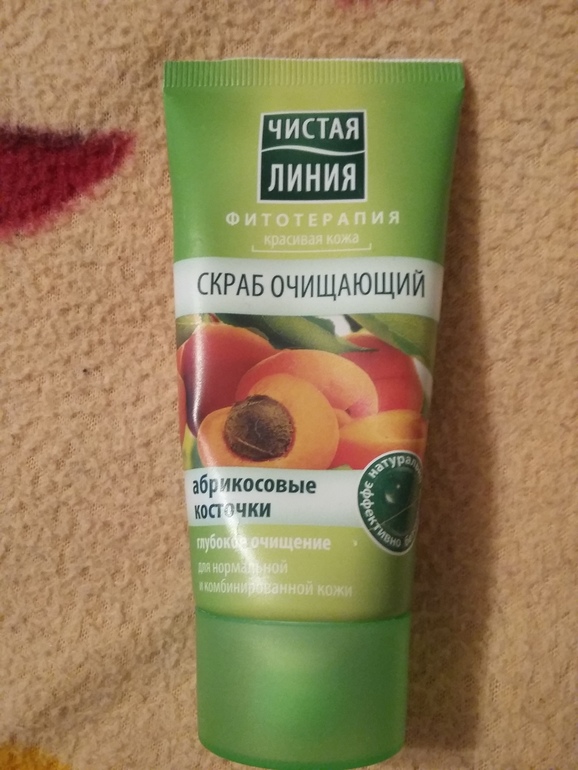 ЧИСТАЯ
ЛИНИЯ
ФИТОТЕРАПИЯ
красивая кожа
СКРАБ ОЧИЩАЮЩИЙ
абрикосовые
косточки
глубокое очищение
для нормальной
и комбинированной кожи